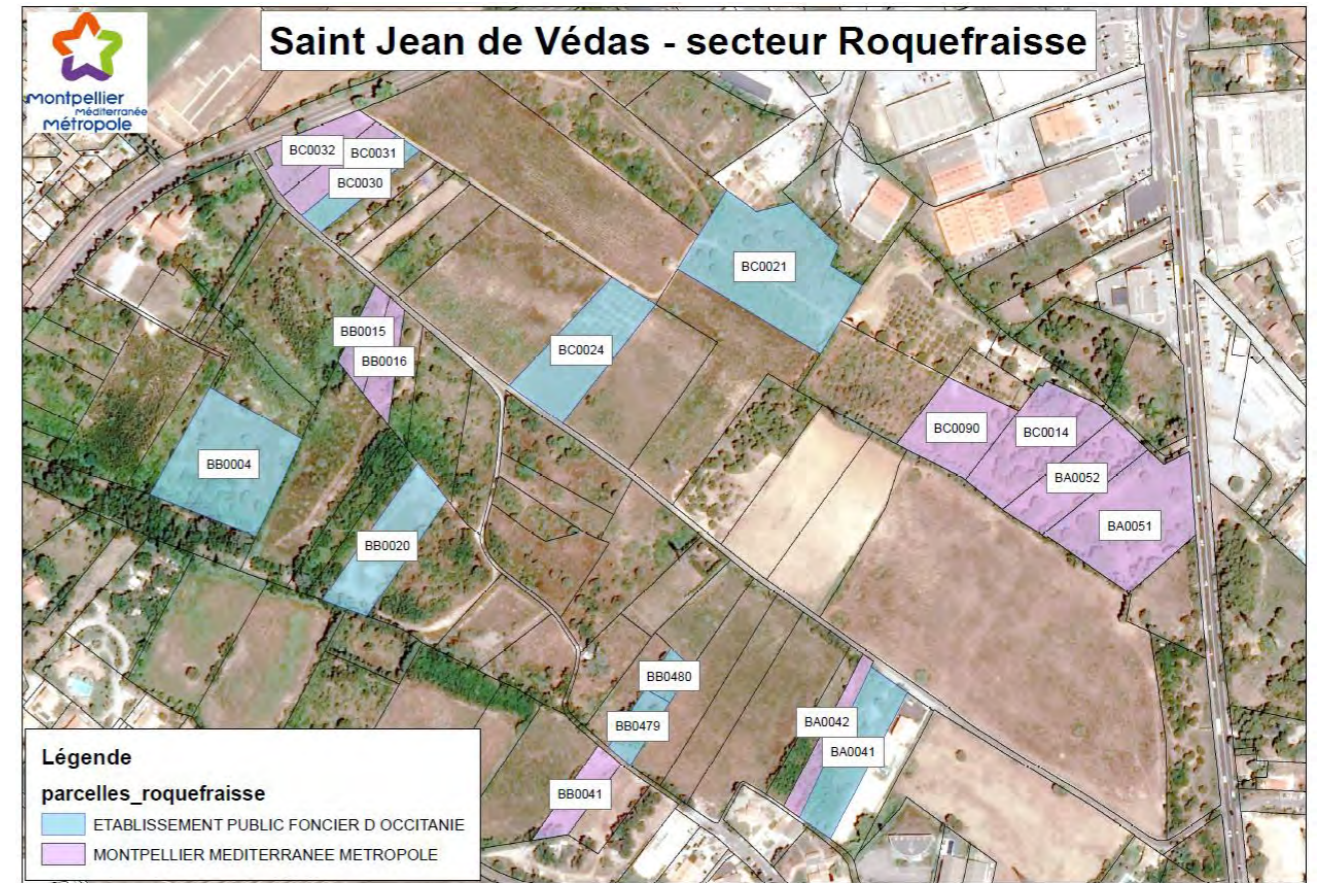 Saint Jean de Védas - secteur Roquefraisse
montpellier
Méditerranée
métropole
BC0032
BC0031
BC0030
BC0021
BB0015
BC0024
BB0016
BC0090
BC0014
BB0004
BA0052
BA0051
BB0020
BB0480
BB0479
BA0042
BA0041
BB0041
Légende
parcelles_roquefraisse
ETABLISSEMENT PUBLIC FONCIER D OCCITANIE
MONTPELLIER MEDITERRANEE METROPOLE